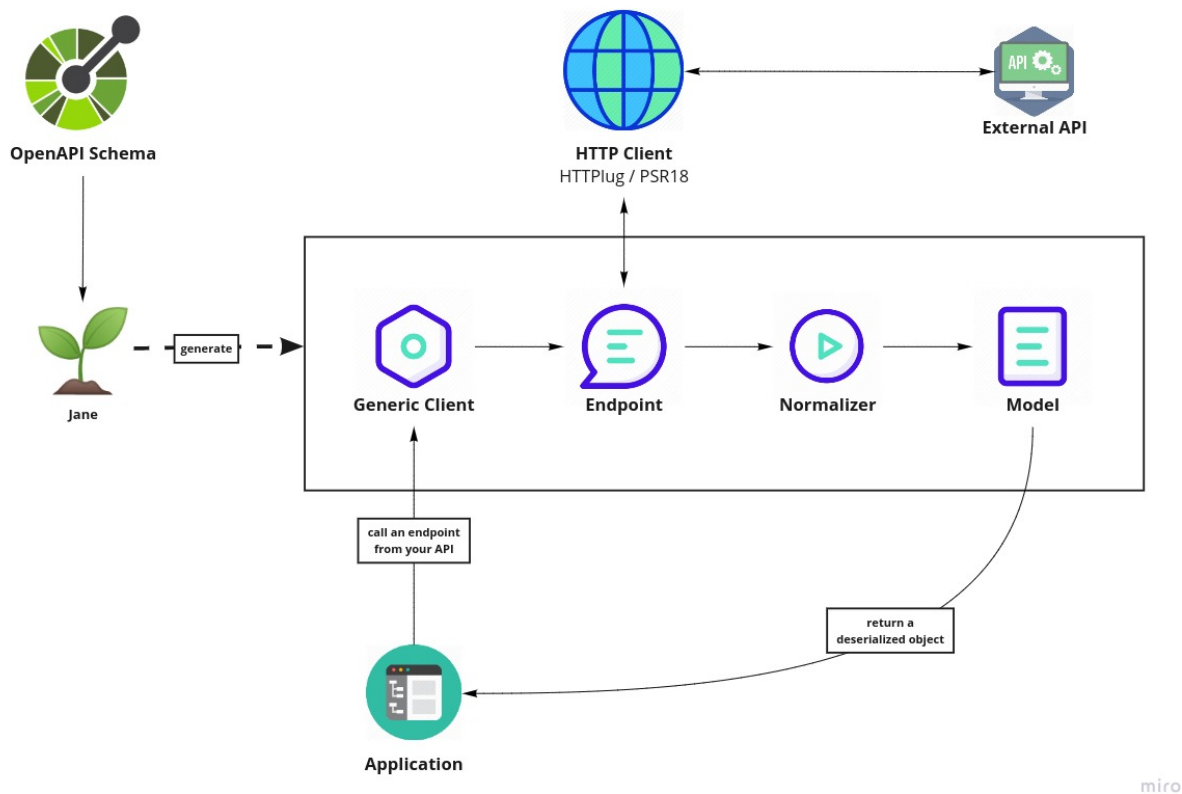 API
External API
OpenAPI Schema
HTTP Client
HTTPlug / PSR18
generate
Jane
Generic Client
Endpoint
Normalizer
Model
call an endpoint
from your API
return a
deserialized object
Application
miro